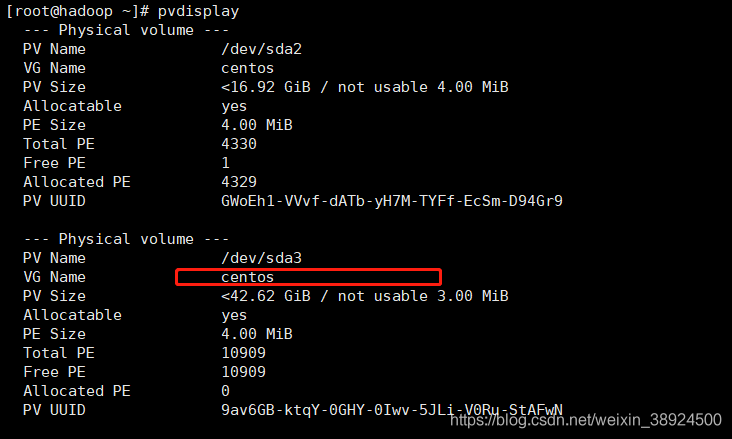 [root@hadoop ~]# pvdisplay
--- Physical volume ---
PV Name /dev/sda2
VG Name centos
PV Size <16.92 GiB / not usable 4.00 MiB
Allocatable yes
PE Size 4.00 MiB
Total PE 4330
Free PE 1
Allocated PE 4329
PV UUID GWoEh1-VVvf-dATb-yH7M-TYFf-EcSm-D94Gr9
--- Physical volume ---
PV Name /dev/sda3
VG Name centos
PV Size <42.62 GiB / not usable 3.00 MiB
Allocatable yes
PE Size 4.00 MiB
Total PE 10909
Free PE 10909
Allocated PE 0
PV UUID 9av6GB-ktqY-0GHY-0Iwv-5JLi-V0Ru-StAFwN
https://blog.csdn.net/weixin_38924500